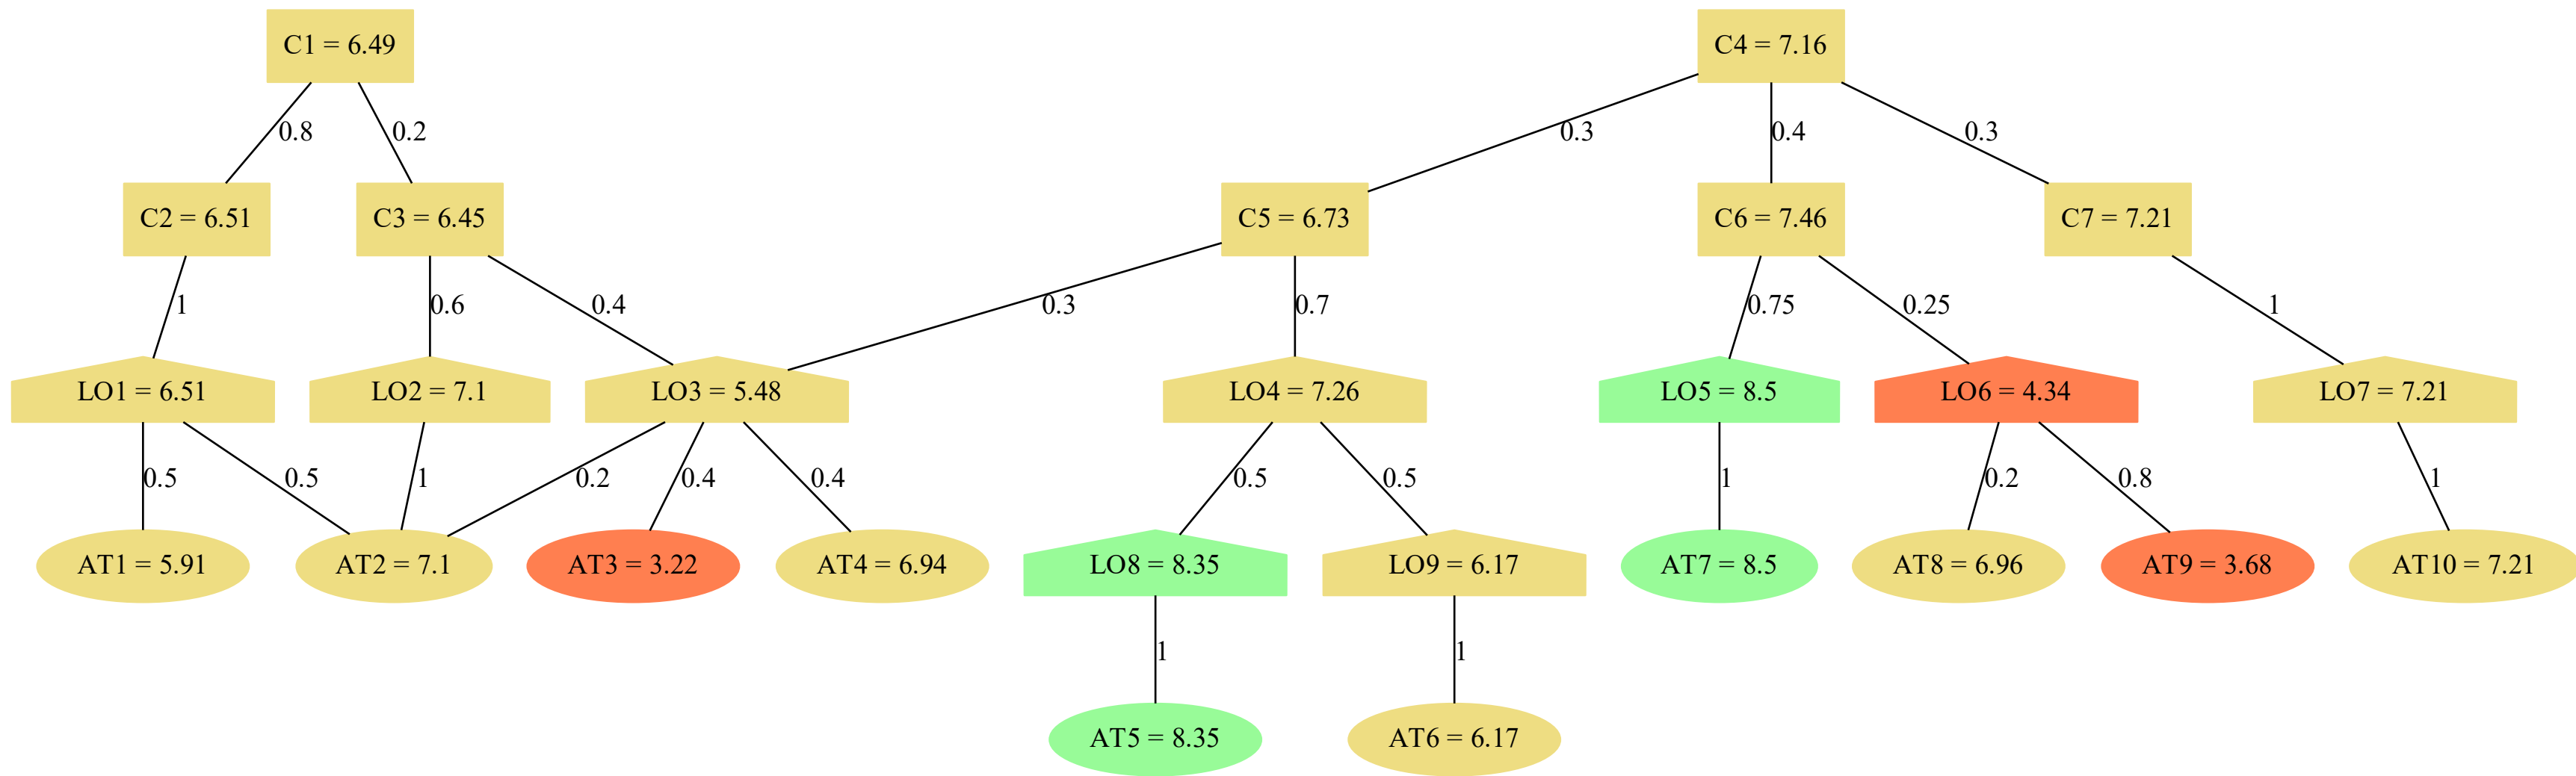 C1 = 6.49
C4 = 7.16
0.8
0.2
0.3
0.4
0.3
C2 = 6.51
C3 = 6.45
C5 = 6.73
C6 = 7.46
C7 = 7.21
1
0.6
0.4
0.3
0.7
0.75
0.25
1
LO1 = 6.51
LO2 = 7.1
LO3 = 5.48
LO4 = 7.26
LO5 = 8.5
LO6 = 4.34
LO7 = 7.21
0.5
0.5
1
0.2
0.4
0.4
0.5
0.5
1
0.2
0.8
1
AT1 = 5.91
AT2 = 7.1
AT3 = 3.22
AT4 = 6.94
LO8 = 8.35
LO9 = 6.17
AT7 = 8.5
AT8 = 6.96
AT9 = 3.68
AT10 = 7.21
1
1
AT5 = 8.35
AT6 = 6.17